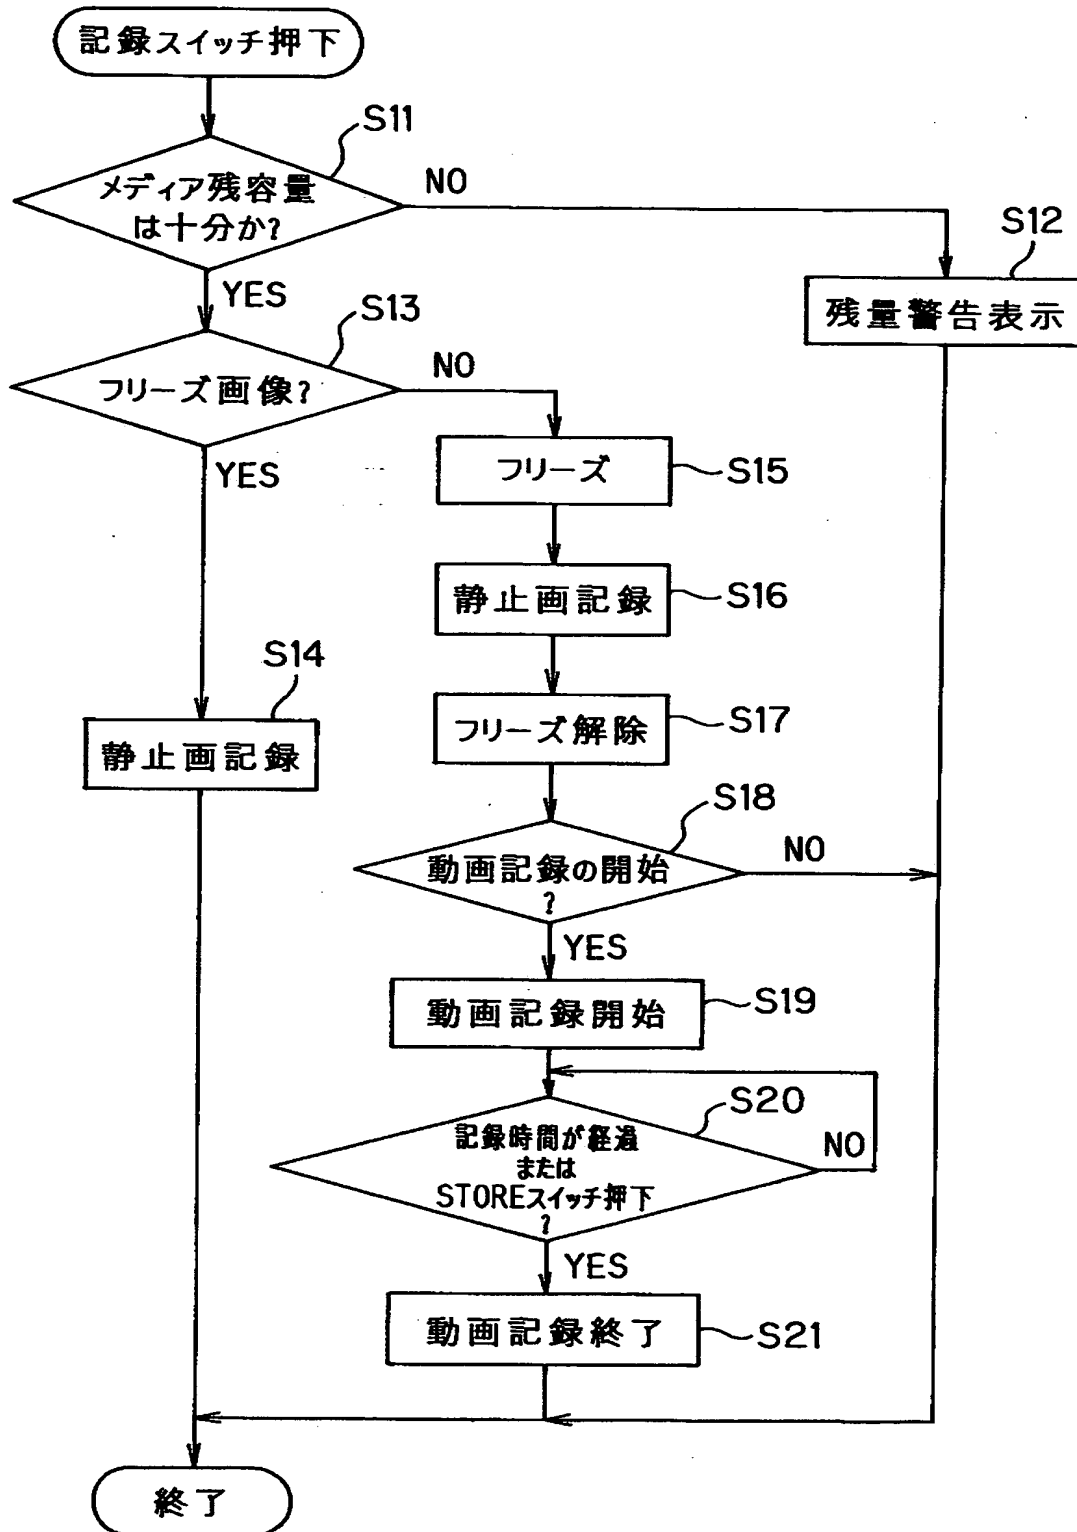 記録スイッチ押下
S11
メディア残容量
は十分か?
NO
S12
YES
残量警告表示
S13
フリーズ画像?
NO
YES
フリーズ
S15
静止画記録
S16
S14
静止画記録
フリーズ解除
S17
S18
動画記録の開始
?
NO
YES
動画記録開始
S19
S20
記録時間が経過
または
STOREスイッチ押下
?
NO
YES
動画記録終了
S21
終了